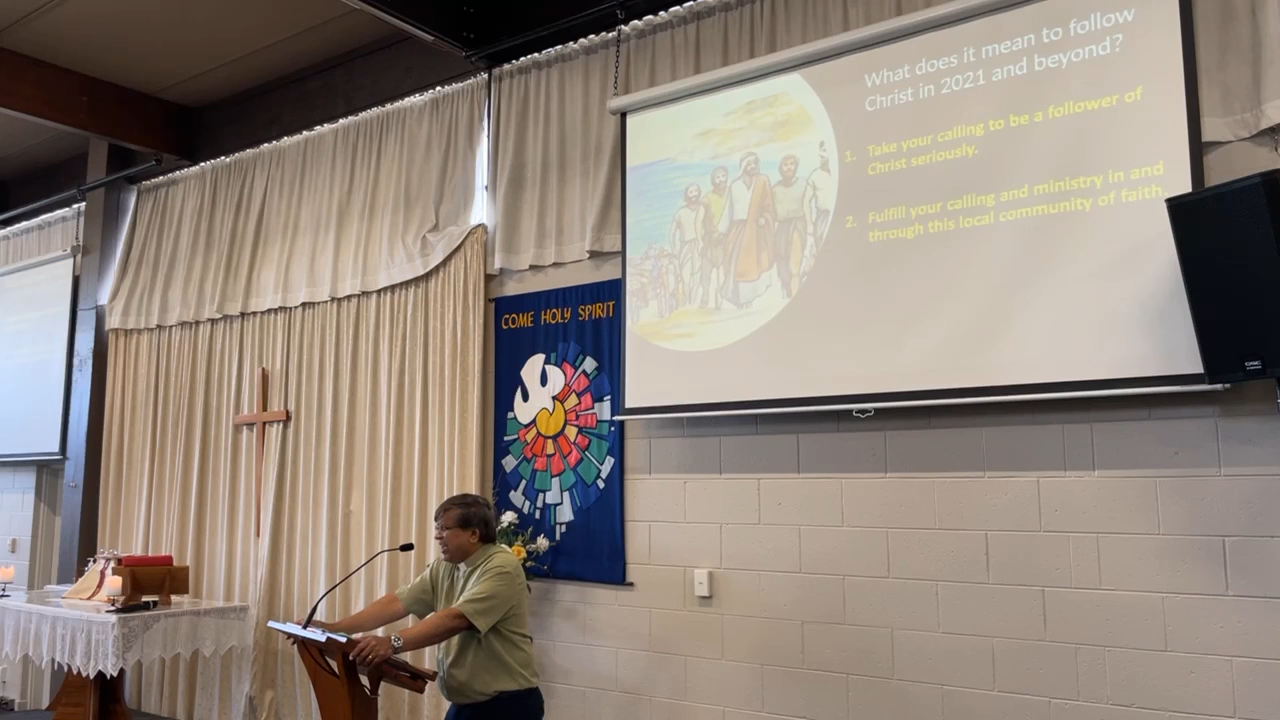 What does it mean to follow
Christ in 2021 and beyond?
1. Take your calling to be a follower of
Christ seriously.
2. Fulfill your calling and ministry in and
through this local community of faith.
COME HOLY SPIRIT
QSC